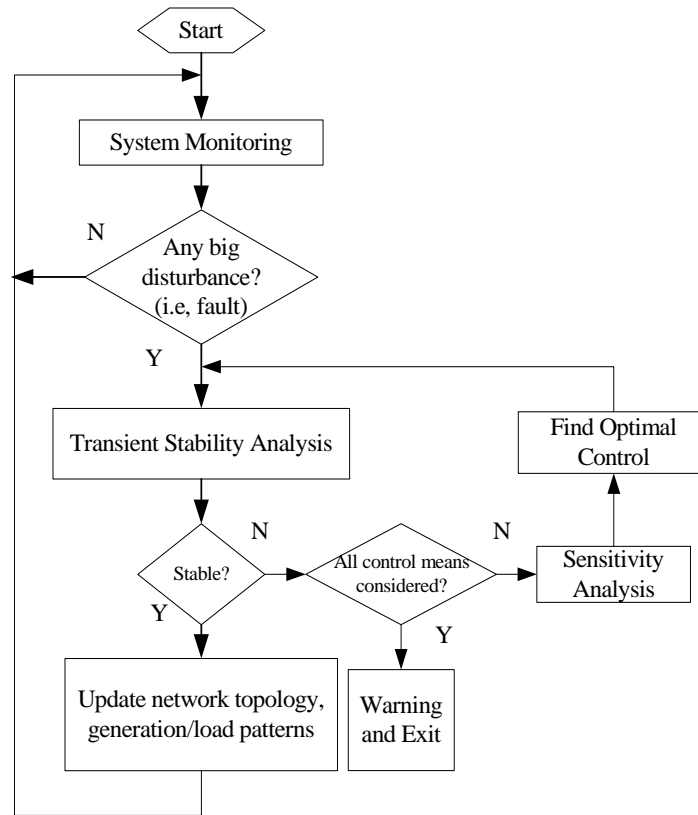 Start
System Monitoring
N
Any big
disturbance?
(i.e, fault)
Y
Transient Stability Analysis
Find Optimal
Control
N
Stable?
Y
All control means
considered?
N
Y
Sensitivity
Analysis
Update network topology,
generation/load patterns
Warning
and Exit